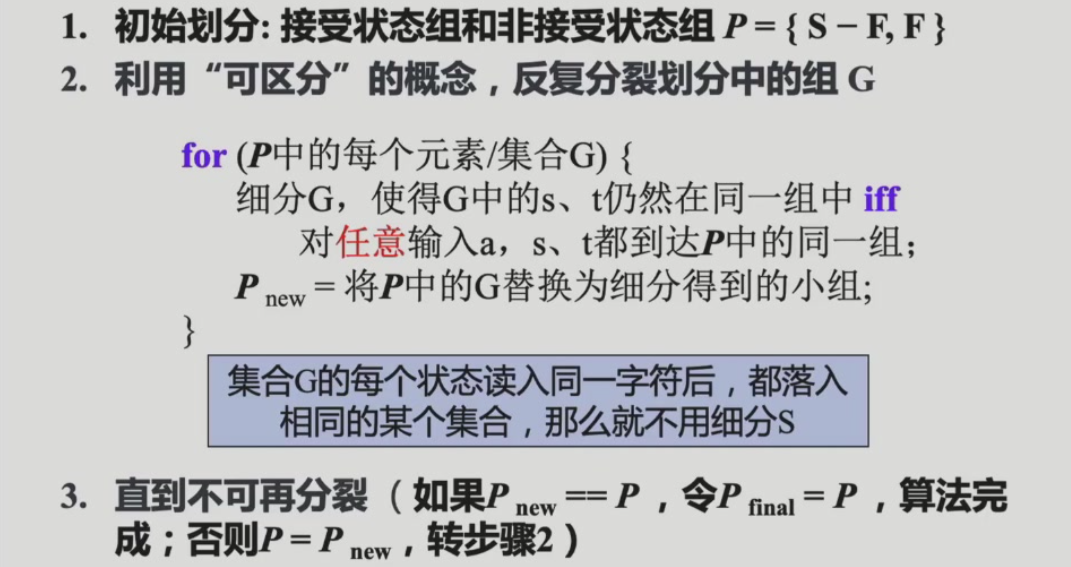 1. 初始划分: 接受状态组和非接受状态组 P = { S – F, F }
2. 利用“可区分”的概念，反复分裂划分中的组 G
for (P中的每个元素/集合G) {
细分G，使得G中的s、t仍然在同一组中 iff
对任意输入a，s、t都到达P中的同一组；
P new = 将P中的G替换为细分得到的小组;
}
集合G的每个状态读入同一字符后，都落入
相同的某个集合，那么就不用细分S
3. 直到不可再分裂（如果P new == P，令P final = P，算法完
成；否则P = P new，转步骤2）